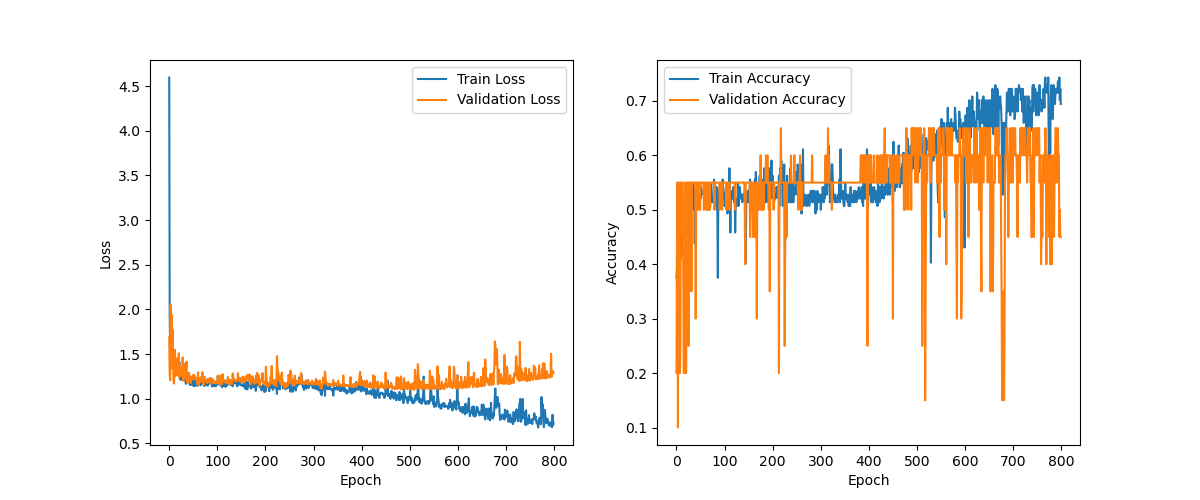 Train Loss
Validation Loss
4.5
4.0
3.5
3.0
2.5
2.0
1.5
1.0
0.5
Loss
0 100 200 300 400 500 600 700 800
Epoch
Train Accuracy
Validation Accuracy
0.7
0.6
0.5
0.4
0.3
0.2
0.1
Accuracy
0 100 200 300 400 500 600 700 800
Epoch